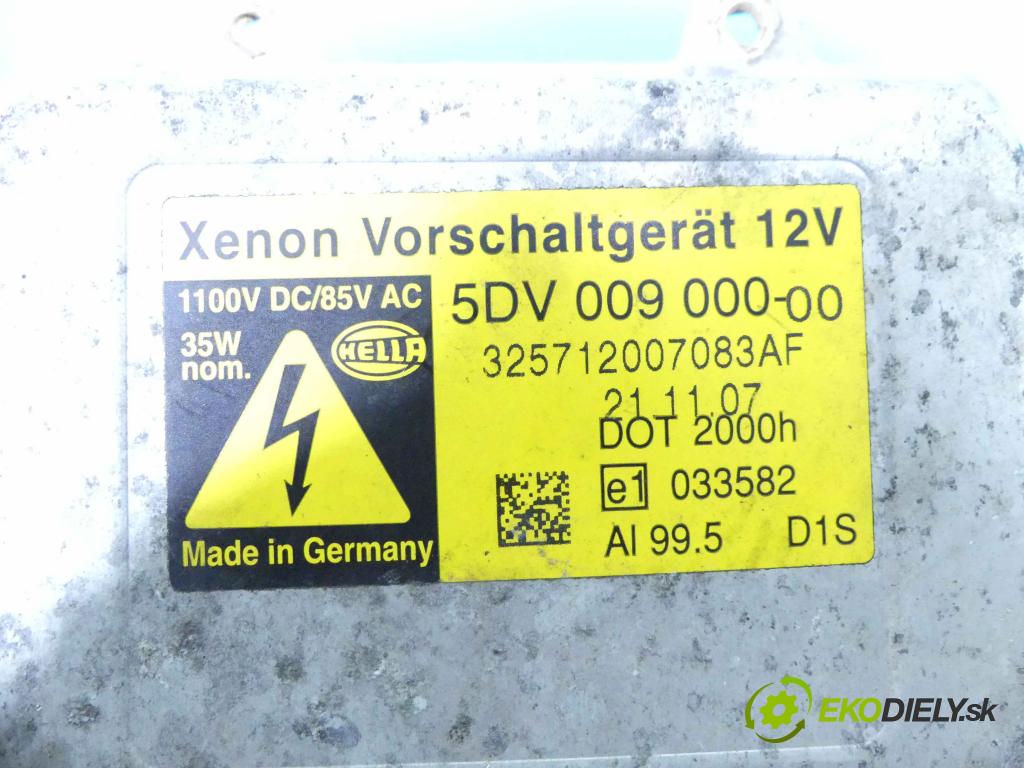 Xenon Vorschaltgerät 12V
1100V DC/85V AC
35W
nom.
HELLA
Made in Germany
5DV 009 000-00
325712007083AF
21.11.07
DOT 2000h
e1 033582
Al 99.5 D1S
EKODIELY.sk